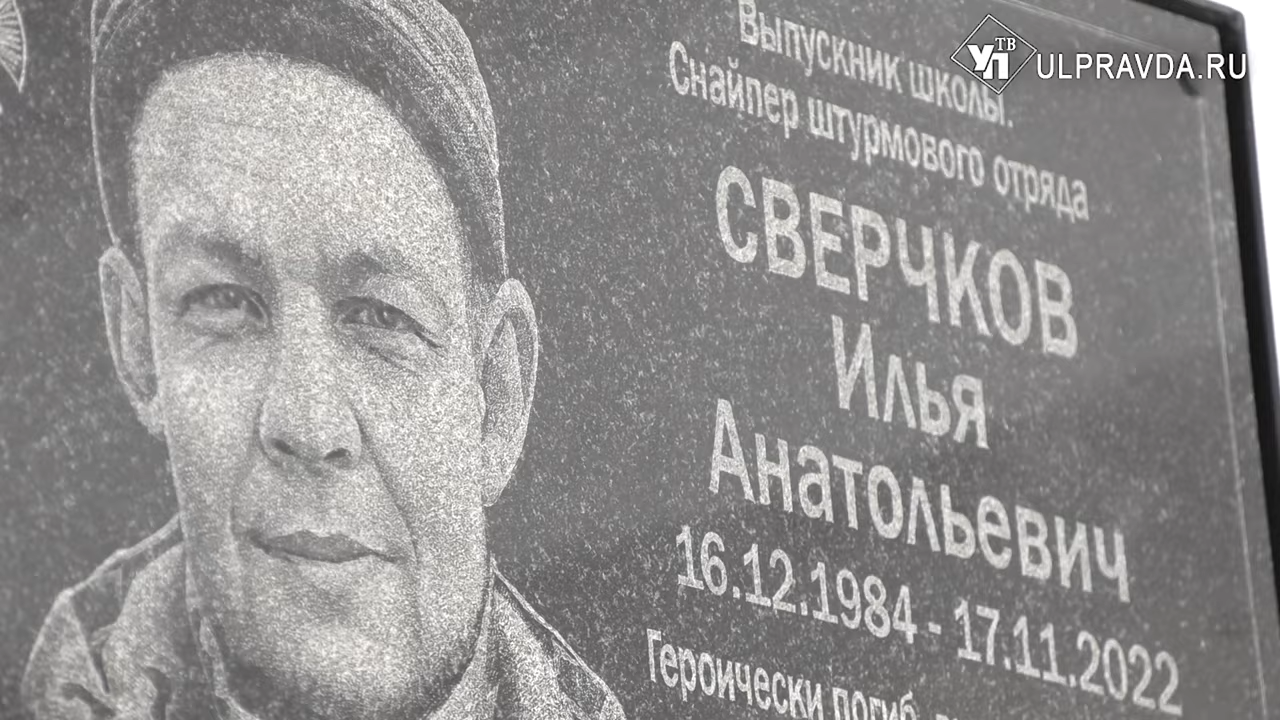 УП ТВ ULPRAVDA.RU
Выпускник школы.
Снайпер штурмового отряда
СВЕРЧКОВ
Илья
Анатольевич
16.12.1984 - 17.11.2022
Героически погиб